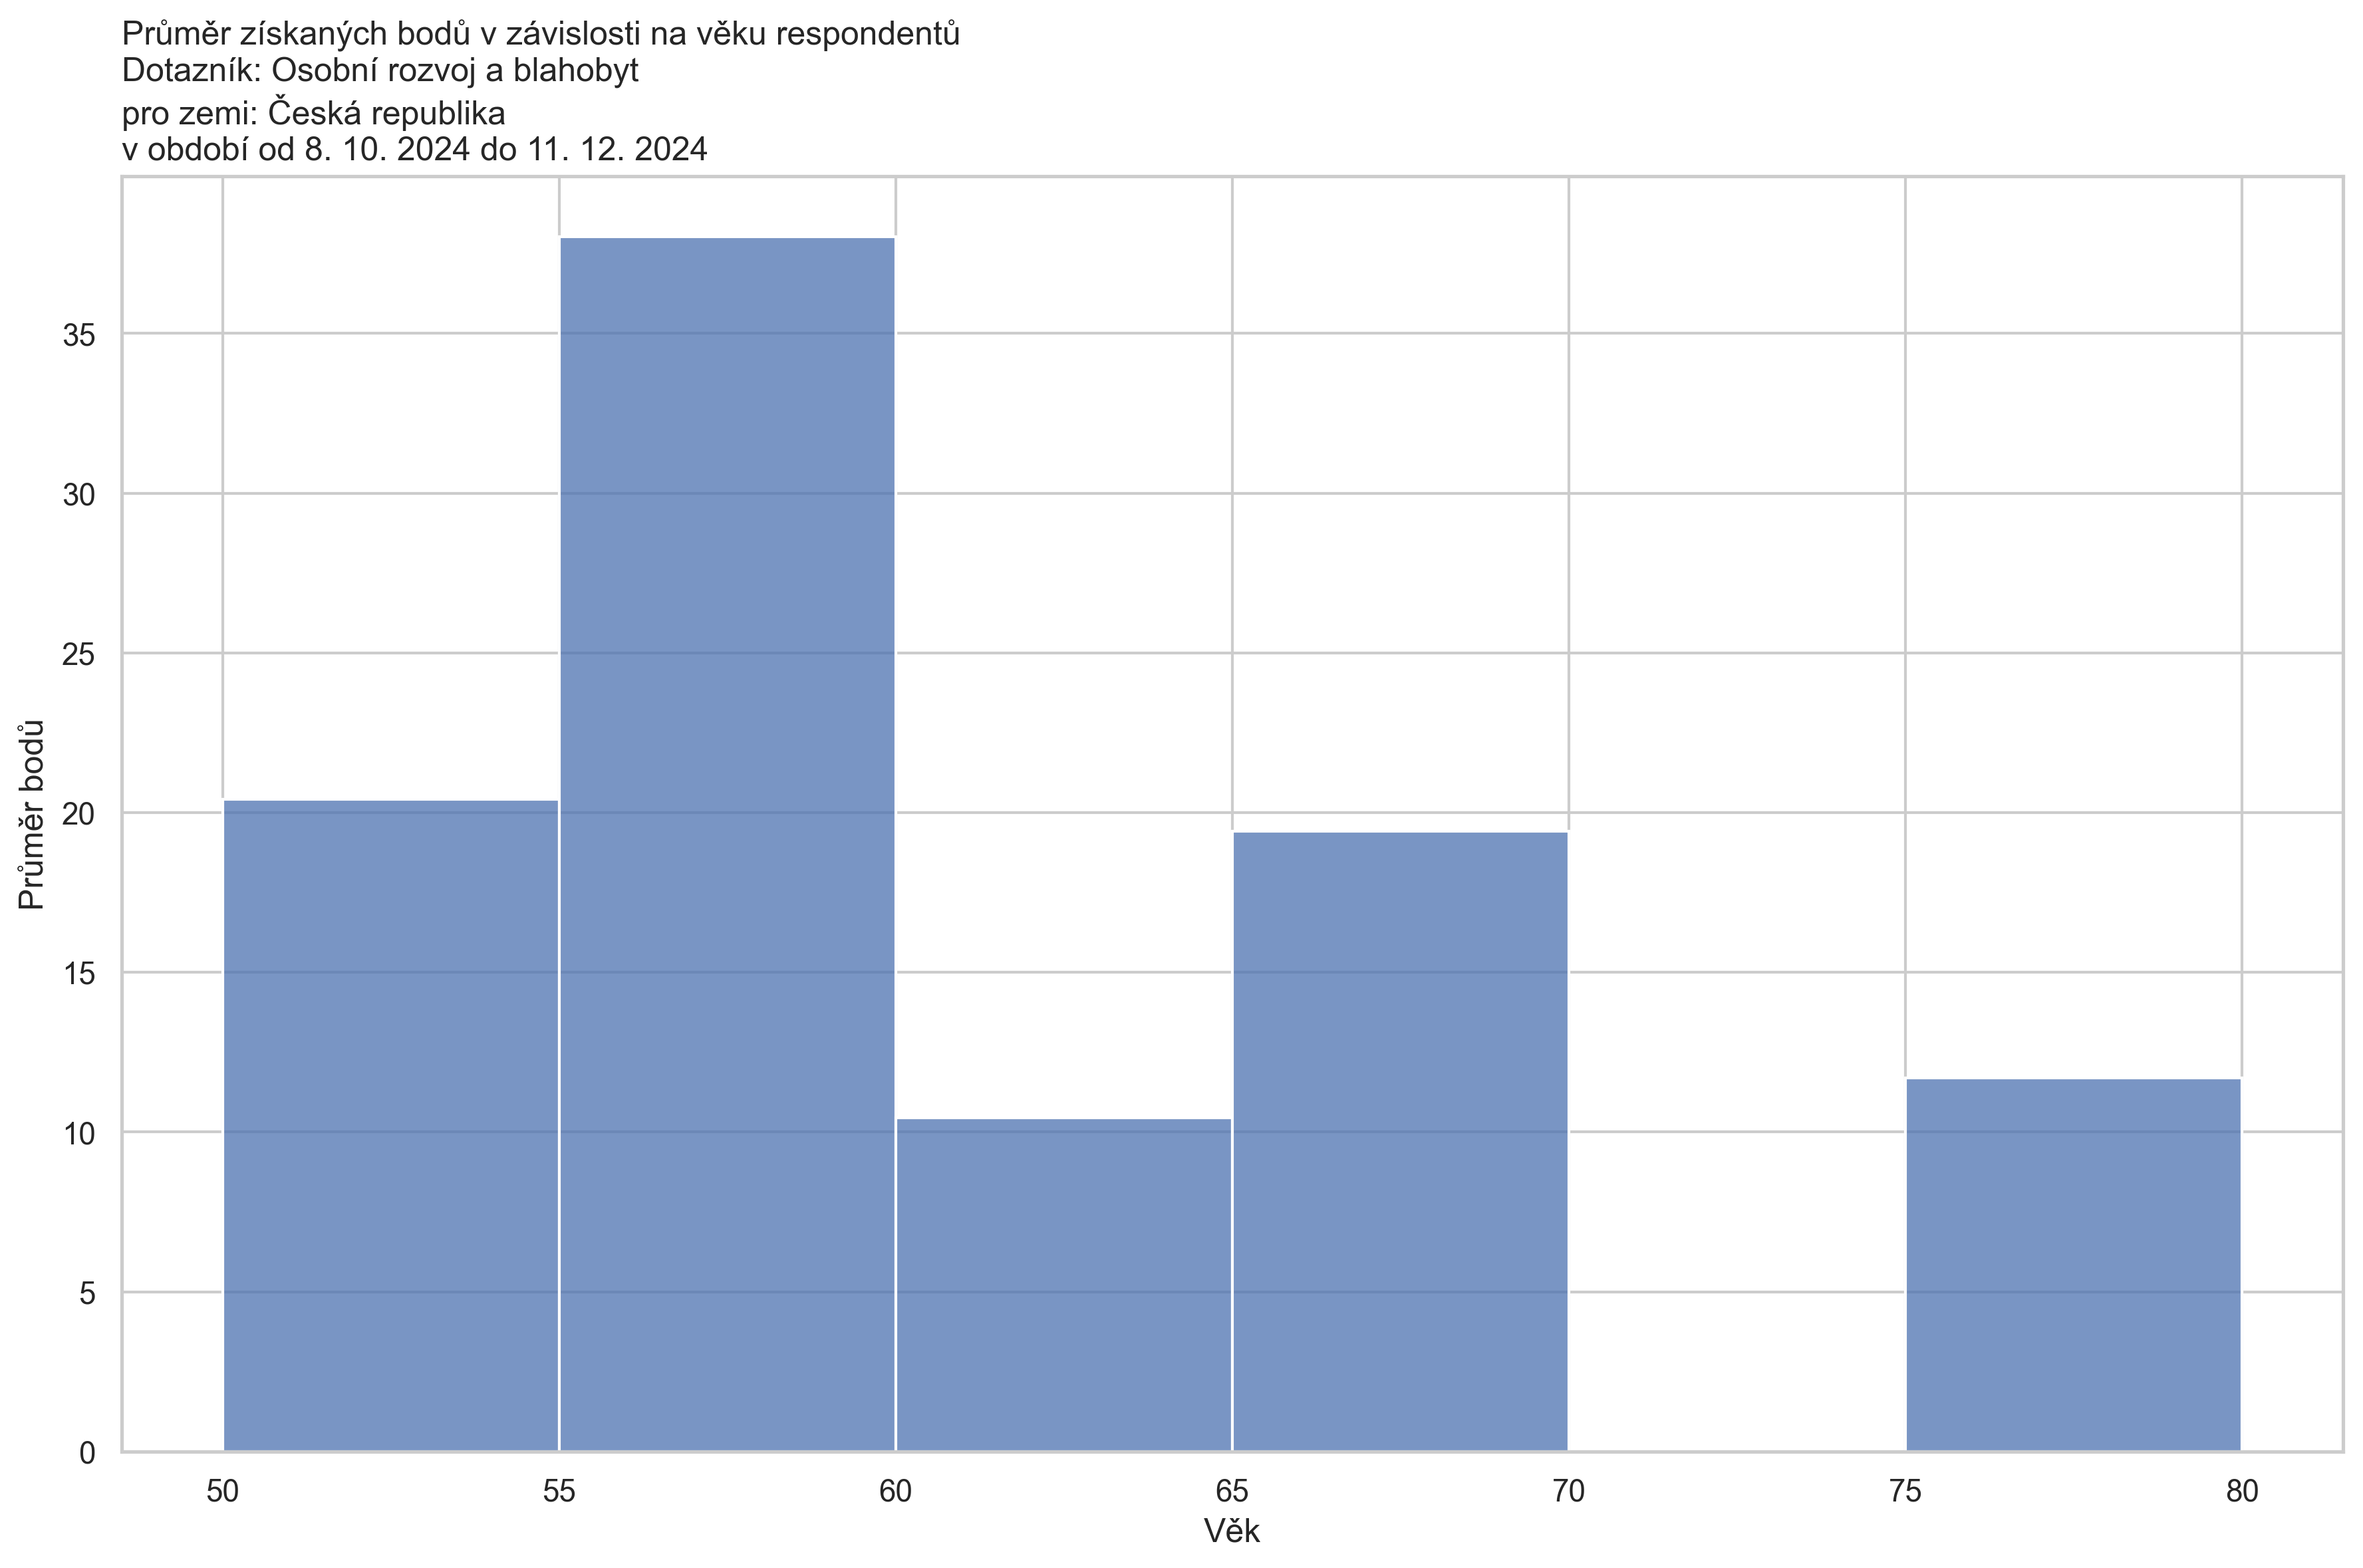 Průměr získaných bodů v závislosti na věku respondentů
Dotazník: Osobní rozvoj a blahobyt
pro zemi: Česká republika
v období od 8. 10. 2024 do 11. 12. 2024
Průměr bodů
35
30
25
20
15
10
5
0
50 55 60 65 70 75 80
Věk